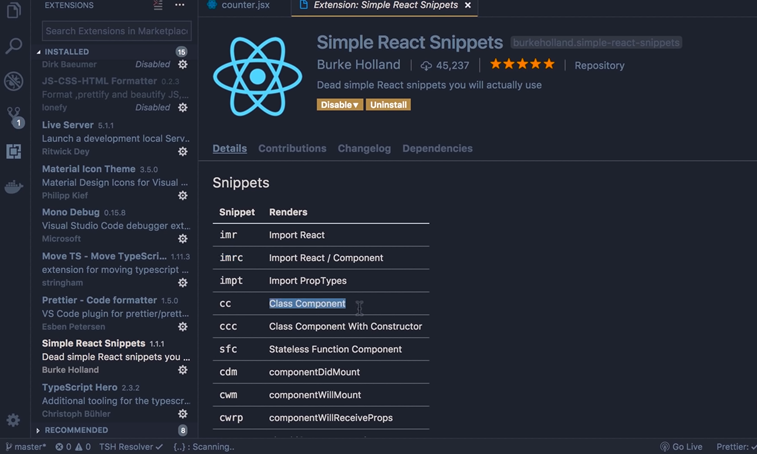 EXTENSIONS
counter.jsx
Extension: Simple React Snippets
Search Extensions in Marketplac
INSTALLED 15
Dirk Baeumer Disabled
JS-CSS-HTML Formatter 0.2.3
Format ,prettify and beautify JS,...
lonefy Disabled
Live Server 5.1.1
Launch a development local Serv..
Ritwick Dey
Material Icon Theme 3.5.0
Material Design Icons for Visual ...
Philipp Kief
Mono Debug 0.15.8
Visual Studio Code debugger ext...
Microsoft
Move TS - Move TypeScri... 1.11.3
extension for moving typescript ...
stringham
Prettier - Code formatter 1.5.0
VS Code plugin for prettier/prett...
Esben Petersen
Simple React Snippets 1.1.1
Dead simple React snippets you ...
Burke Holland
TypeScript Hero 2.3.2
Additional tooling for the typescr...
Christoph Bühler
RECOMMENDED 8
1
Simple React Snippets burkeholland.simple-react-snippets
Burke Holland | 45,237 | | Repository
Dead simple React snippets you will actually use
Disable Uninstall
Details Contributions Changelog Dependencies
Snippets
Snippet Renders
imr Import React
imrc Import React / Component
impt Import PropTypes
cc Class Component
ccc Class Component With Constructor
sfc Stateless Function Component
cdm componentDidMount
cwm componentWillMount
cwrp componentWillReceiveProps
master* 0 0 TSH Resolver {..} : Scanning.. Go Live Prettier: